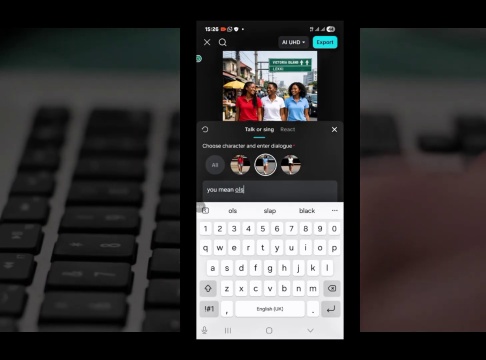 15:26
AI UHD
Export
VICTORIA ISLAND
LEKKI
Talk or sing React
Choose character and enter dialogue
All
you mean ols
ols slap black
1 2 3 4 5 6 7 8 9 0
q w e r t y u i o p
a s d f g h j k l
z x c v b n m
!#1 , English (UK) .